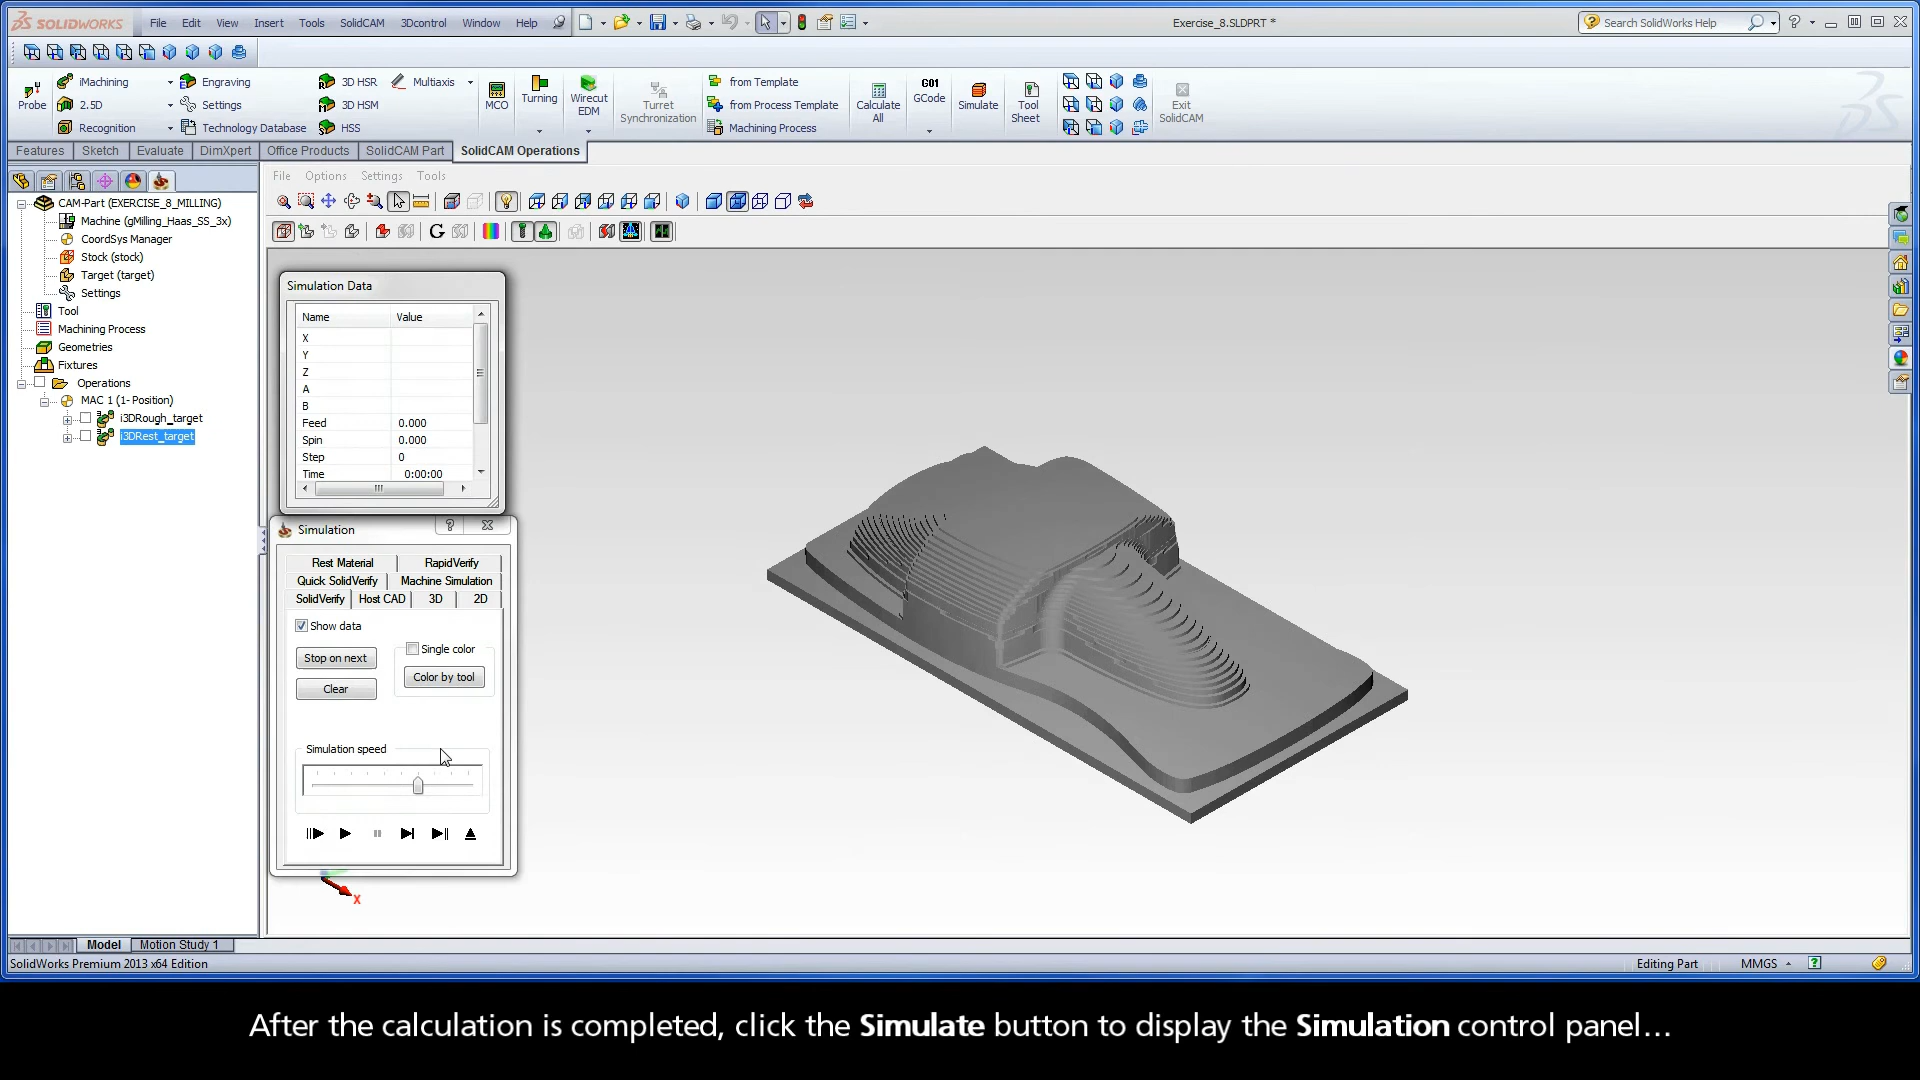 SOLIDWORKS File Edit View Insert Tools SolidCAM 3Dcontrol Window Help Exercise_8.SLDPRT * Search SolidWorks Help
iMachining Engraving 3D HSR Multiaxis from Template
Probe 2.5D Settings 3D HSM MCO Turning Wirecut EDM Turret Synchronization from Process Template Calculate All G01 GCode Simulate Tool Sheet Exit SolidCAM
Recognition Technology Database HSS Machining Process
Features Sketch Evaluate DimXpert Office Products SolidCAM Part SolidCAM Operations
File Options Settings Tools
CAM-Part (EXERCISE_8_MILLING)
Machine (gMilling_Haas_SS_3x)
CoordSys Manager
Stock (stock)
Target (target)
Settings
Tool
Machining Process
Geometries
Fixtures
Operations
MAC 1 (1- Position)
i3DRough_target
i3DRest_target
Simulation Data
Name Value
X
Y
Z
A
B
Feed 0.000
Spin 0.000
Step 0
Time 0:00:00
Simulation
Rest Material RapidVerify
Quick SolidVerify Machine Simulation
SolidVerify Host CAD 3D 2D
Show data
Stop on next Single color
Clear Color by tool
Simulation speed
X
Model Motion Study 1
SolidWorks Premium 2013 x64 Edition Editing Part MMGS
After the calculation is completed, click the Simulate button to display the Simulation control panel...